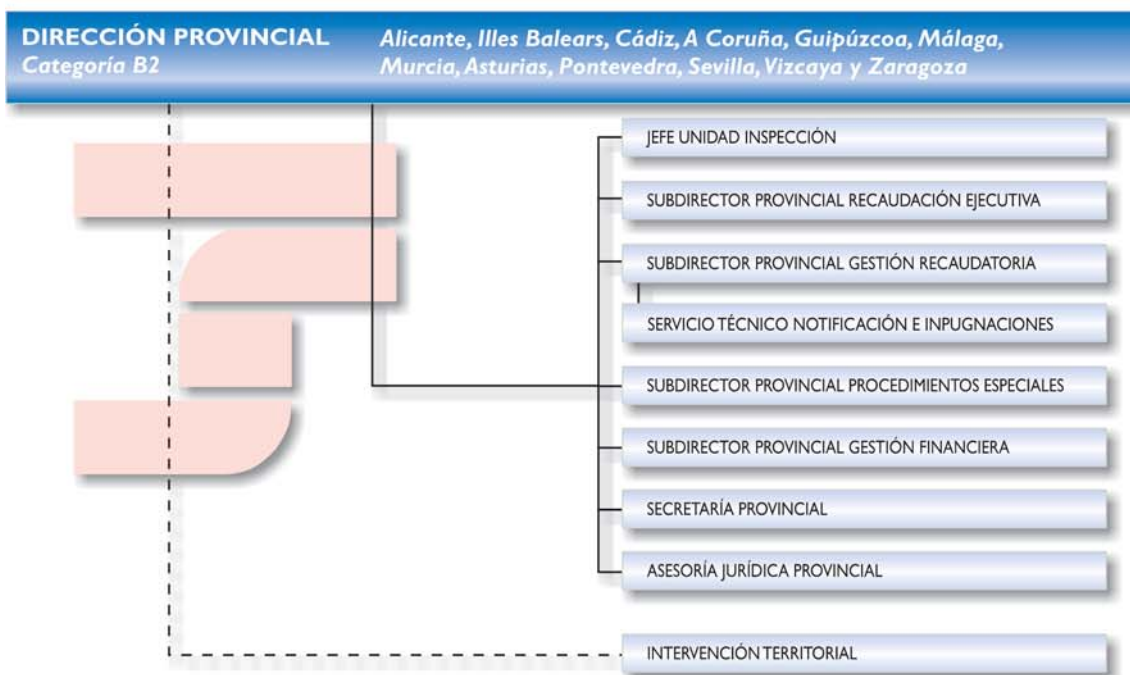 DIRECCIÓN PROVINCIAL
Categoría B2
Alicante, Illes Balears, Cádiz, A Coruña, Guipúzcoa, Málaga,
Murcia, Asturias, Pontevedra, Sevilla, Vizcaya y Zaragoza
JEFE UNIDAD INSPECCIÓN
SUBDIRECTOR PROVINCIAL RECAUDACIÓN EJECUTIVA
SUBDIRECTOR PROVINCIAL GESTIÓN RECAUDATORIA
SERVICIO TÉCNICO NOTIFICACIÓN E INPUGNACIONES
SUBDIRECTOR PROVINCIAL PROCEDIMIENTOS ESPECIALES
SUBDIRECTOR PROVINCIAL GESTIÓN FINANCIERA
SECRETARÍA PROVINCIAL
ASESORÍA JURÍDICA PROVINCIAL
INTERVENCIÓN TERRITORIAL